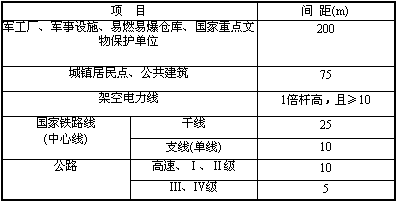 项 目
间 距(m)
军工厂、军事设施、易燃易爆仓库、国家重点文
物保护单位
200
城镇居民点、公共建筑
75
架空电力线
1倍杆高，且≥10
国家铁路线
(中心线)
干线
25
支线(单线)
10
公路
高速、Ⅰ、Ⅱ级
10
III、IV级
5